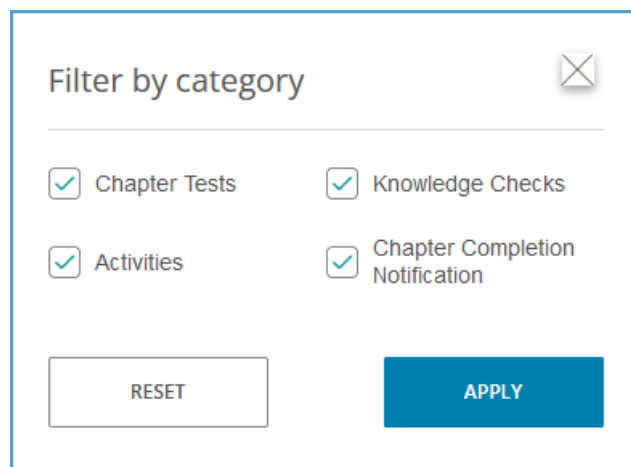 Filter by category
Chapter Tests
Knowledge Checks
Activities
Chapter Completion
Notification
RESET
APPLY